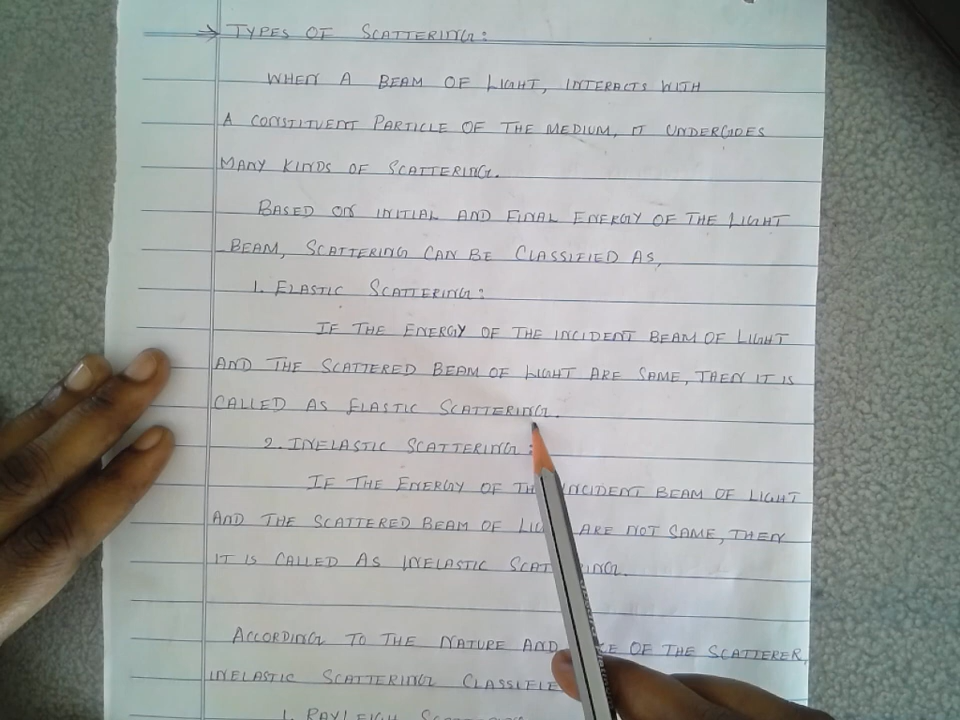 → TYPES OF SCATTERING:
WHEN A BEAM OF LIGHT, INTERACTS WITH
A CONSTITUENT PARTICLE OF THE MEDIUM, IT UNDERGOES
MANY KINDS OF SCATTERING.
BASED ON INITIAL AND FINAL ENERGY OF THE LIGHT
BEAM, SCATTERING CAN BE CLASSIFIED AS,
1. ELASTIC SCATTERING:
IF THE ENERGY OF THE INCIDENT BEAM OF LIGHT
AND THE SCATTERED BEAM OF LIGHT ARE SAME, THEN IT IS
CALLED AS ELASTIC SCATTERING.
2. INELASTIC SCATTERING:
IF THE ENERGY OF THE INCIDENT BEAM OF LIGHT
AND THE SCATTERED BEAM OF ARE NOT SAME, THEN
IT IS CALLED AS INELASTIC
ACCORDING TO THE NATURE AND OF THE SCATTERER,
INELASTIC SCATTERING
1. RAYLEIGH